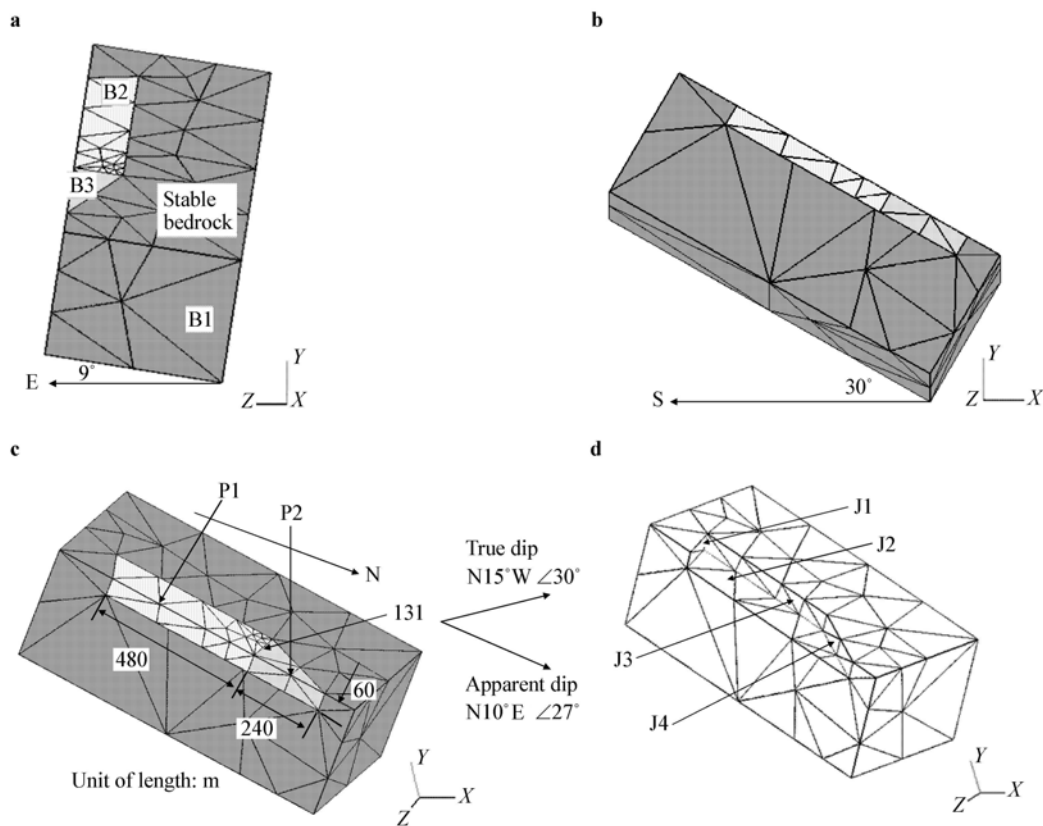 a
B2
B3
Stable
bedrock
B1
E
9°
Y
Z
X
b
30°
S
Y
Z
X
c
P1
P2
N
131
480
240
60
Unit of length: m
Y
X
Z
True dip
N15°W ∠30°
Apparent dip
N10°E ∠27°
d
J1
J2
J3
J4
Y
X
Z